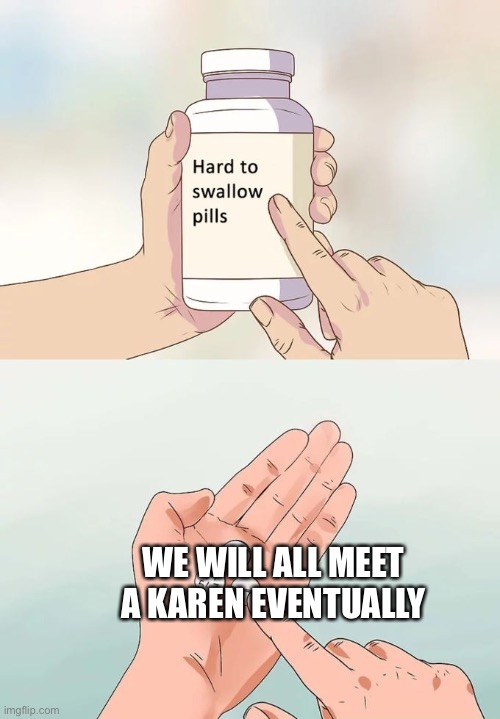 Hard to
swallow
pills
WE WILL ALL MEET
A KAREN EVENTUALLY
imgflip.com